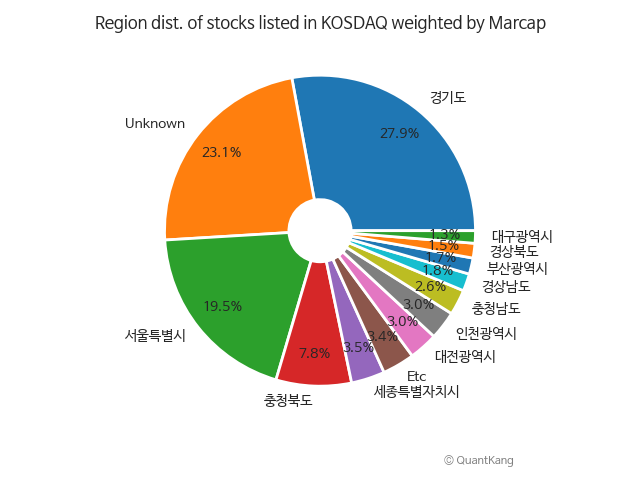 Region dist. of stocks listed in KOSDAQ weighted by Marcap
경기도
27.9%
Unknown
23.1%
서울특별시
19.5%
충청북도
7.8%
세종특별자치시
3.5%
Etc
3.4%
대전광역시
3.0%
인천광역시
3.0%
충청남도
2.6%
경상남도
1.8%
부산광역시
1.7%
경상북도
1.5%
대구광역시
1.3%
© QuantKang